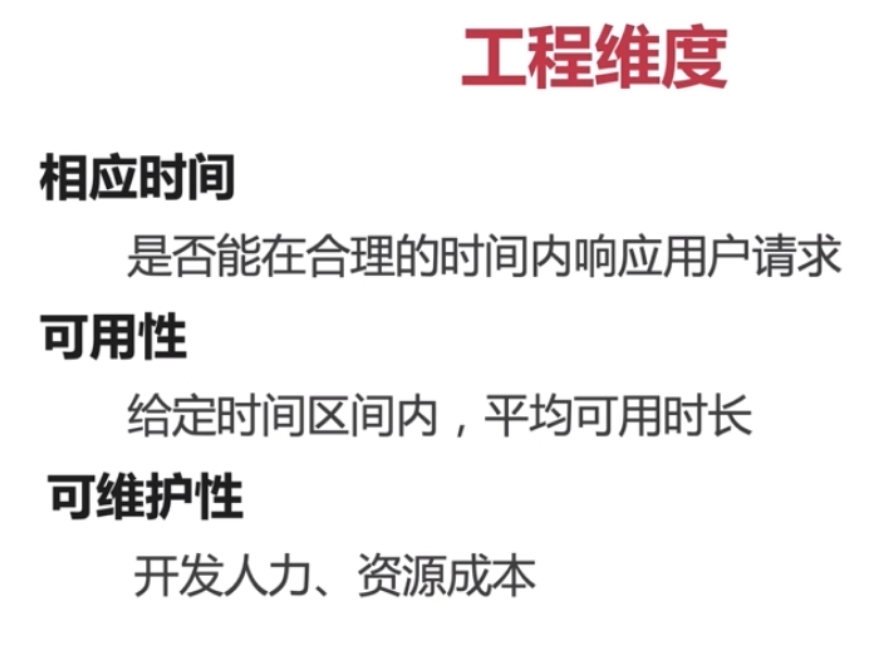 工程维度
相应时间
是否能在合理的时间内响应用户请求
可用性
给定时间区间内，平均可用时长
可维护性
开发人力、资源成本